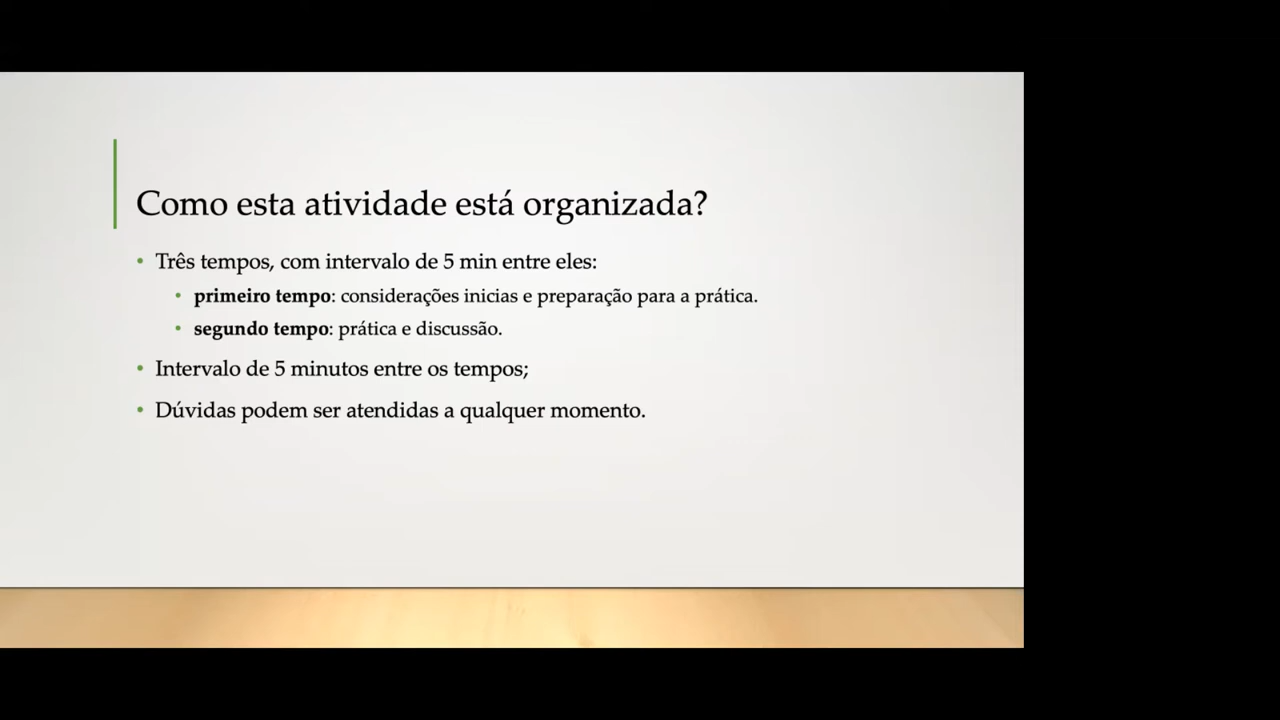 Como esta atividade está organizada?
• Três tempos, com intervalo de 5 min entre eles:
• primeiro tempo: considerações inicias e preparação para a prática.
• segundo tempo: prática e discussão.
• Intervalo de 5 minutos entre os tempos;
• Dúvidas podem ser atendidas a qualquer momento.